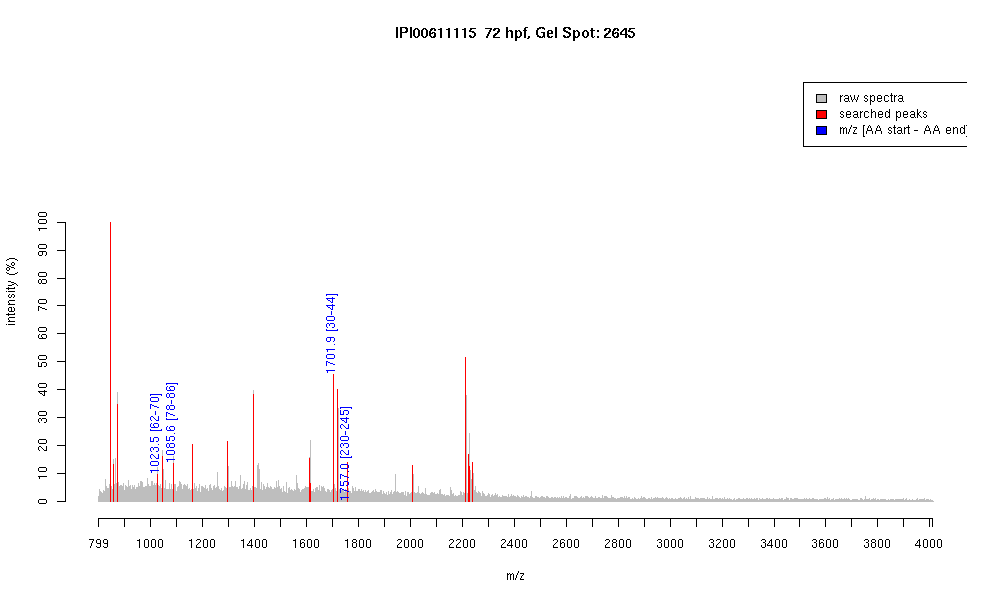 IPI00611115 72 hpf, Gel Spot: 2645
raw spectra
searched peaks
m/z [AA start - AA end]
intensity (%)
100
90
80
70
60
50
40
30
20
10
0
1023.5 [62-70]
1085.6 [78-86]
1701.9 [30-44]
1757.0 [230-245]
799 1000 1200 1400 1600 1800 2000 2200 2400 2600 2800 3000 3200 3400 3600 3800 4000
m/z